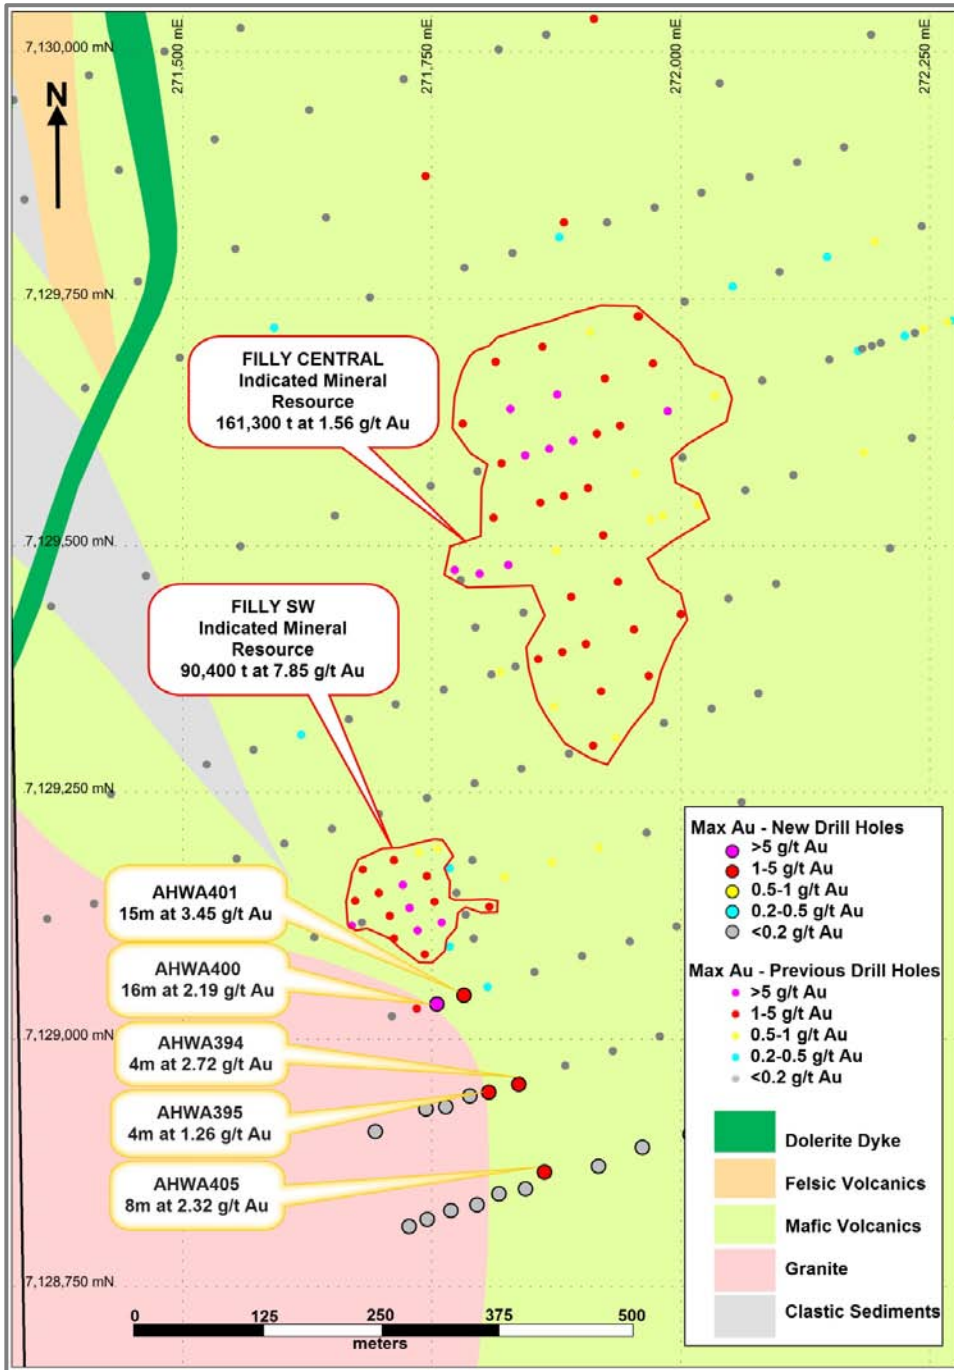 271,500 mE
271,750 mE
272,000 mE
272,250 mE
7,130,000 mN
N
7,129,750 mN
FILLY CENTRAL
Indicated Mineral
Resource
161,300 t at 1.56 g/t Au
7,129,500 mN
FILLY SW
Indicated Mineral
Resource
90,400 t at 7.85 g/t Au
7,129,250 mN
AHWA401
15m at 3.45 g/t Au
AHWA400
16m at 2.19 g/t Au
7,129,000 mN
AHWA394
4m at 2.72 g/t Au
AHWA395
4m at 1.26 g/t Au
AHWA405
8m at 2.32 g/t Au
7,128,750 mN
0 125 250 375 500
meters
Max Au - New Drill Holes
>5 g/t Au
1-5 g/t Au
0.5-1 g/t Au
0.2-0.5 g/t Au
<0.2 g/t Au
Max Au - Previous Drill Holes
>5 g/t Au
1-5 g/t Au
0.5-1 g/t Au
0.2-0.5 g/t Au
<0.2 g/t Au
Dolerite Dyke
Felsic Volcanics
Mafic Volcanics
Granite
Clastic Sediments